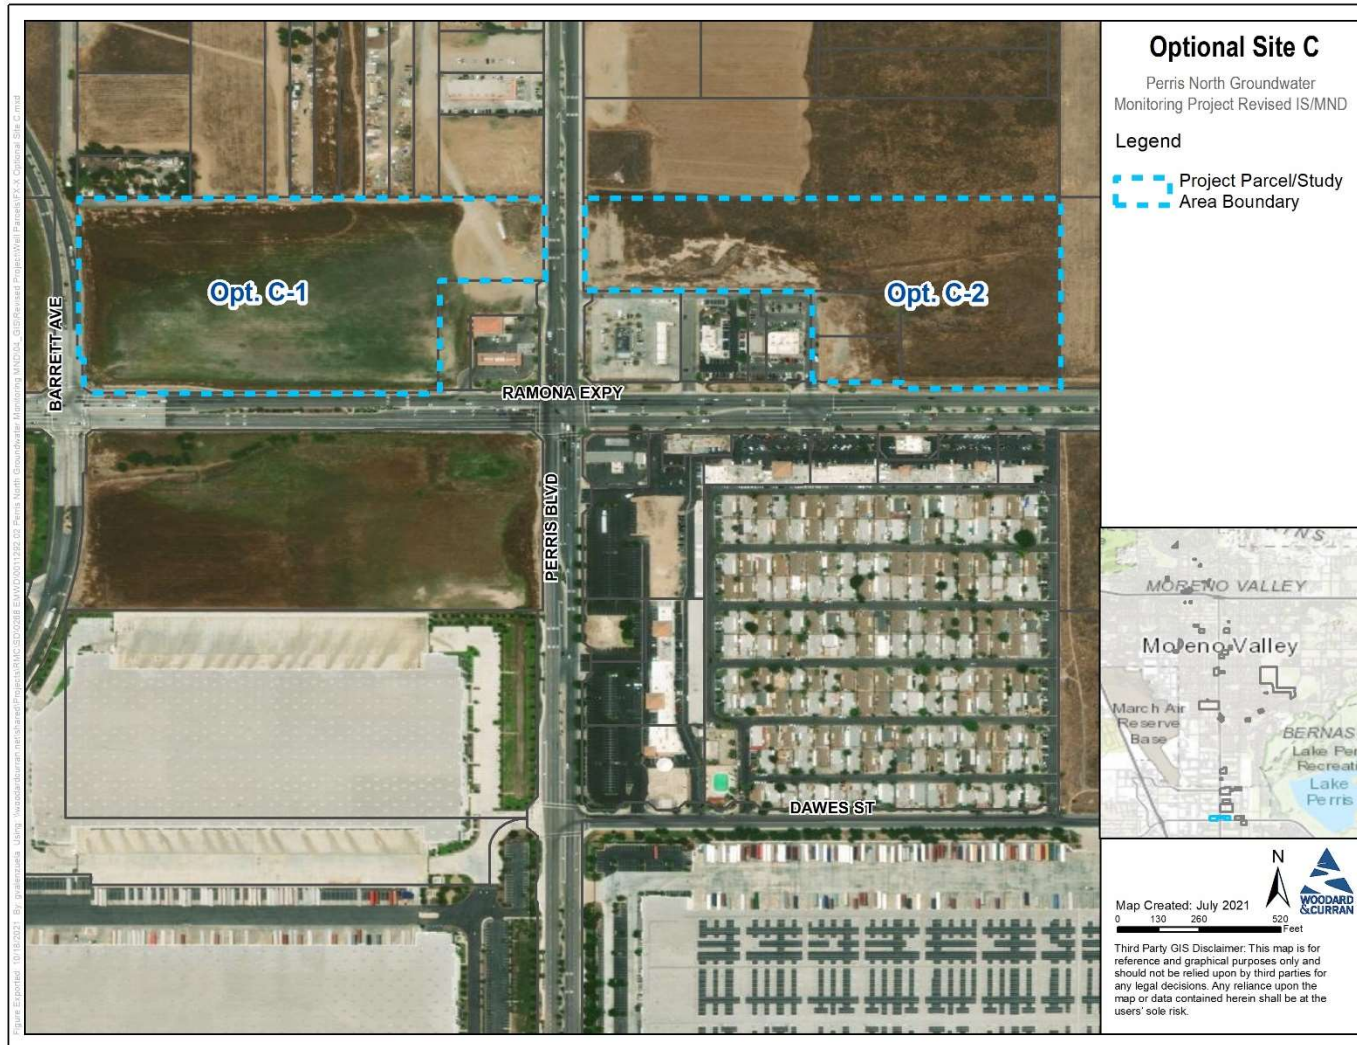 Optional Site C
Perris North Groundwater
Monitoring Project Revised IS/MND
Legend
Project Parcel/Study
Area Boundary
Opt. C-1
Opt. C-2
BARRETT AVE
RAMONA EXPY
PERRIS BLVD
DAWES ST
MORENO VALLEY
Moreno Valley
March Air
Reserve
Base
BERNAS
Lake Per
Recreati
Lake
Perris
N
WOODARD
&CURRAN
Map Created: July 2021
0 130 260 520
Feet
Third Party GIS Disclaimer: This map is for
reference and graphical purposes only and
should not be relied upon by third parties for
any legal decisions. Any reliance upon the
map or data contained herein shall be at the
users' sole risk.